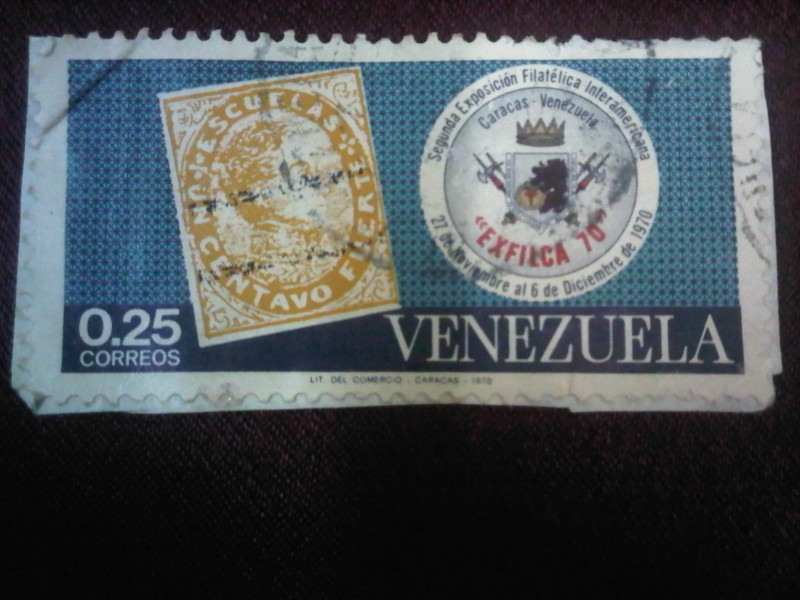 ESCUELAS
UN CENTAVO FUERTE
Segunda Exposición Filatélica Interamericana
Caracas - Venezuela
"EXFILCA 70"
27 de Noviembre al 6 de Diciembre de 1970
0.25
CORREOS
VENEZUELA
LIT. DEL COMERCIO - CARACAS - 1970